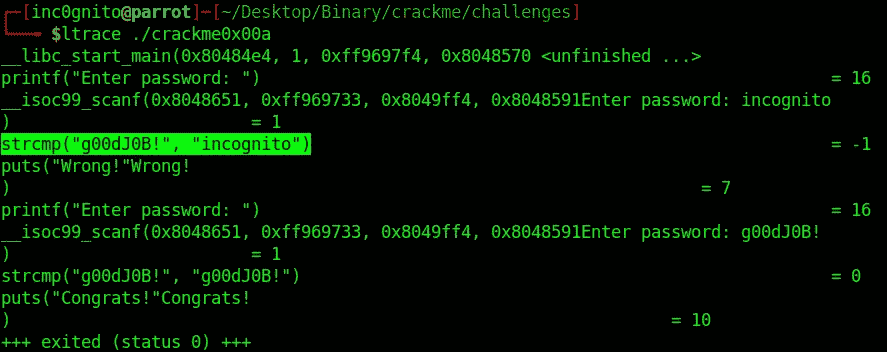 ┌─[inc0gnito@parrot]─[~/Desktop/Binary/crackme/challenges]
└──╼ $ltrace ./crackme0x00a
__libc_start_main(0x80484e4, 1, 0xff9697f4, 0x8048570 <unfinished ...>
printf("Enter password: ") = 16
__isoc99_scanf(0x8048651, 0xff969733, 0x8049ff4, 0x8048591Enter password: incognito
) = 1
strcmp("g00dJ0B!", "incognito") = -1
puts("Wrong!"Wrong!
) = 7
printf("Enter password: ") = 16
__isoc99_scanf(0x8048651, 0xff969733, 0x8049ff4, 0x8048591Enter password: g00dJ0B!
) = 1
strcmp("g00dJ0B!", "g00dJ0B!") = 0
puts("Congrats!"Congrats!
) = 10
+++ exited (status 0) +++